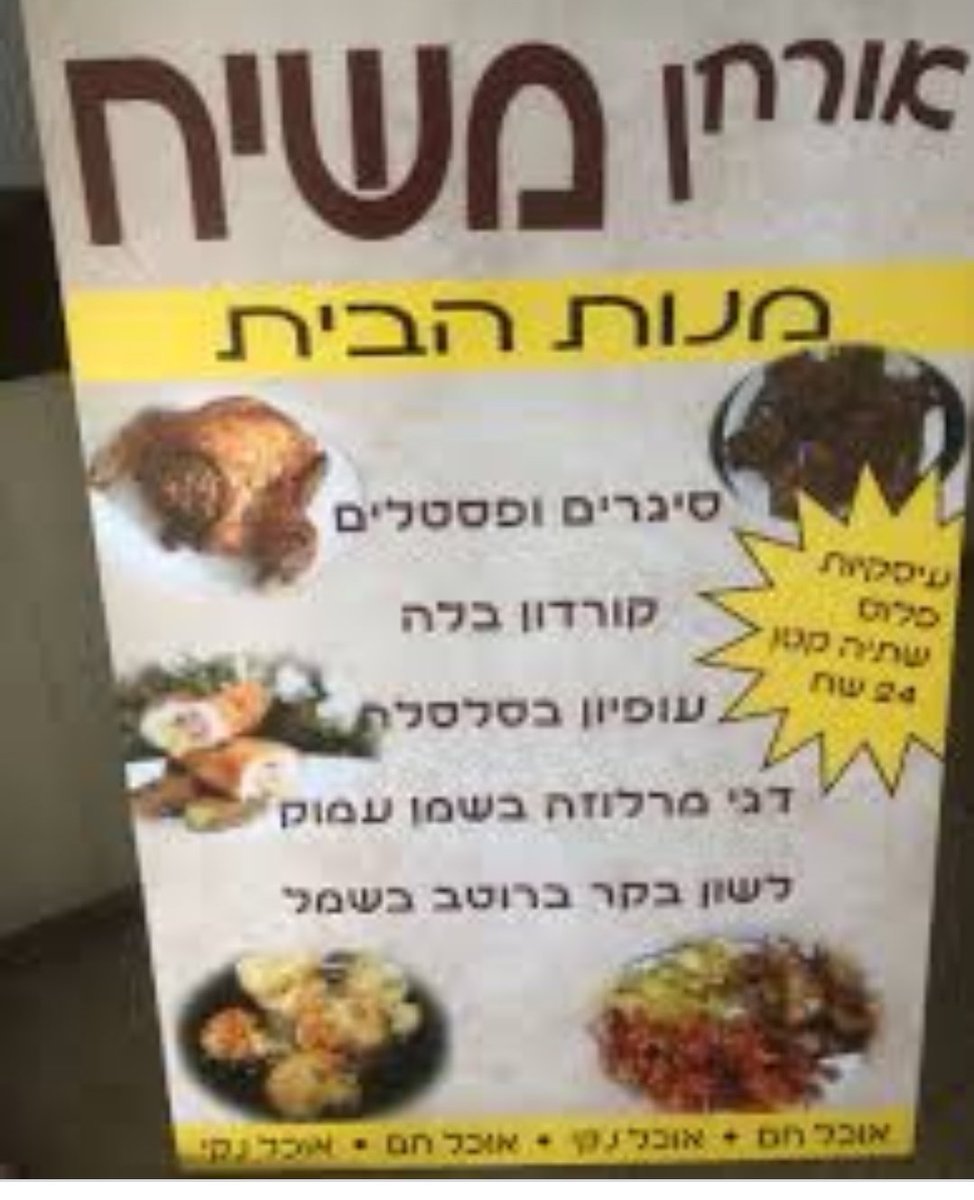 אורחן משיח
מנות הבית
סיגרים ופסטלים
קורדון בלה
עופיון בסלסלה
דגי מרלוזה בשמן עמוק
לשון בקר ברוטב בשמל
עיסקיות
פלוס
שתיה קטן
24 שח
אוכל חם • אוכל נקי • אוכל חם • אוכל נקי